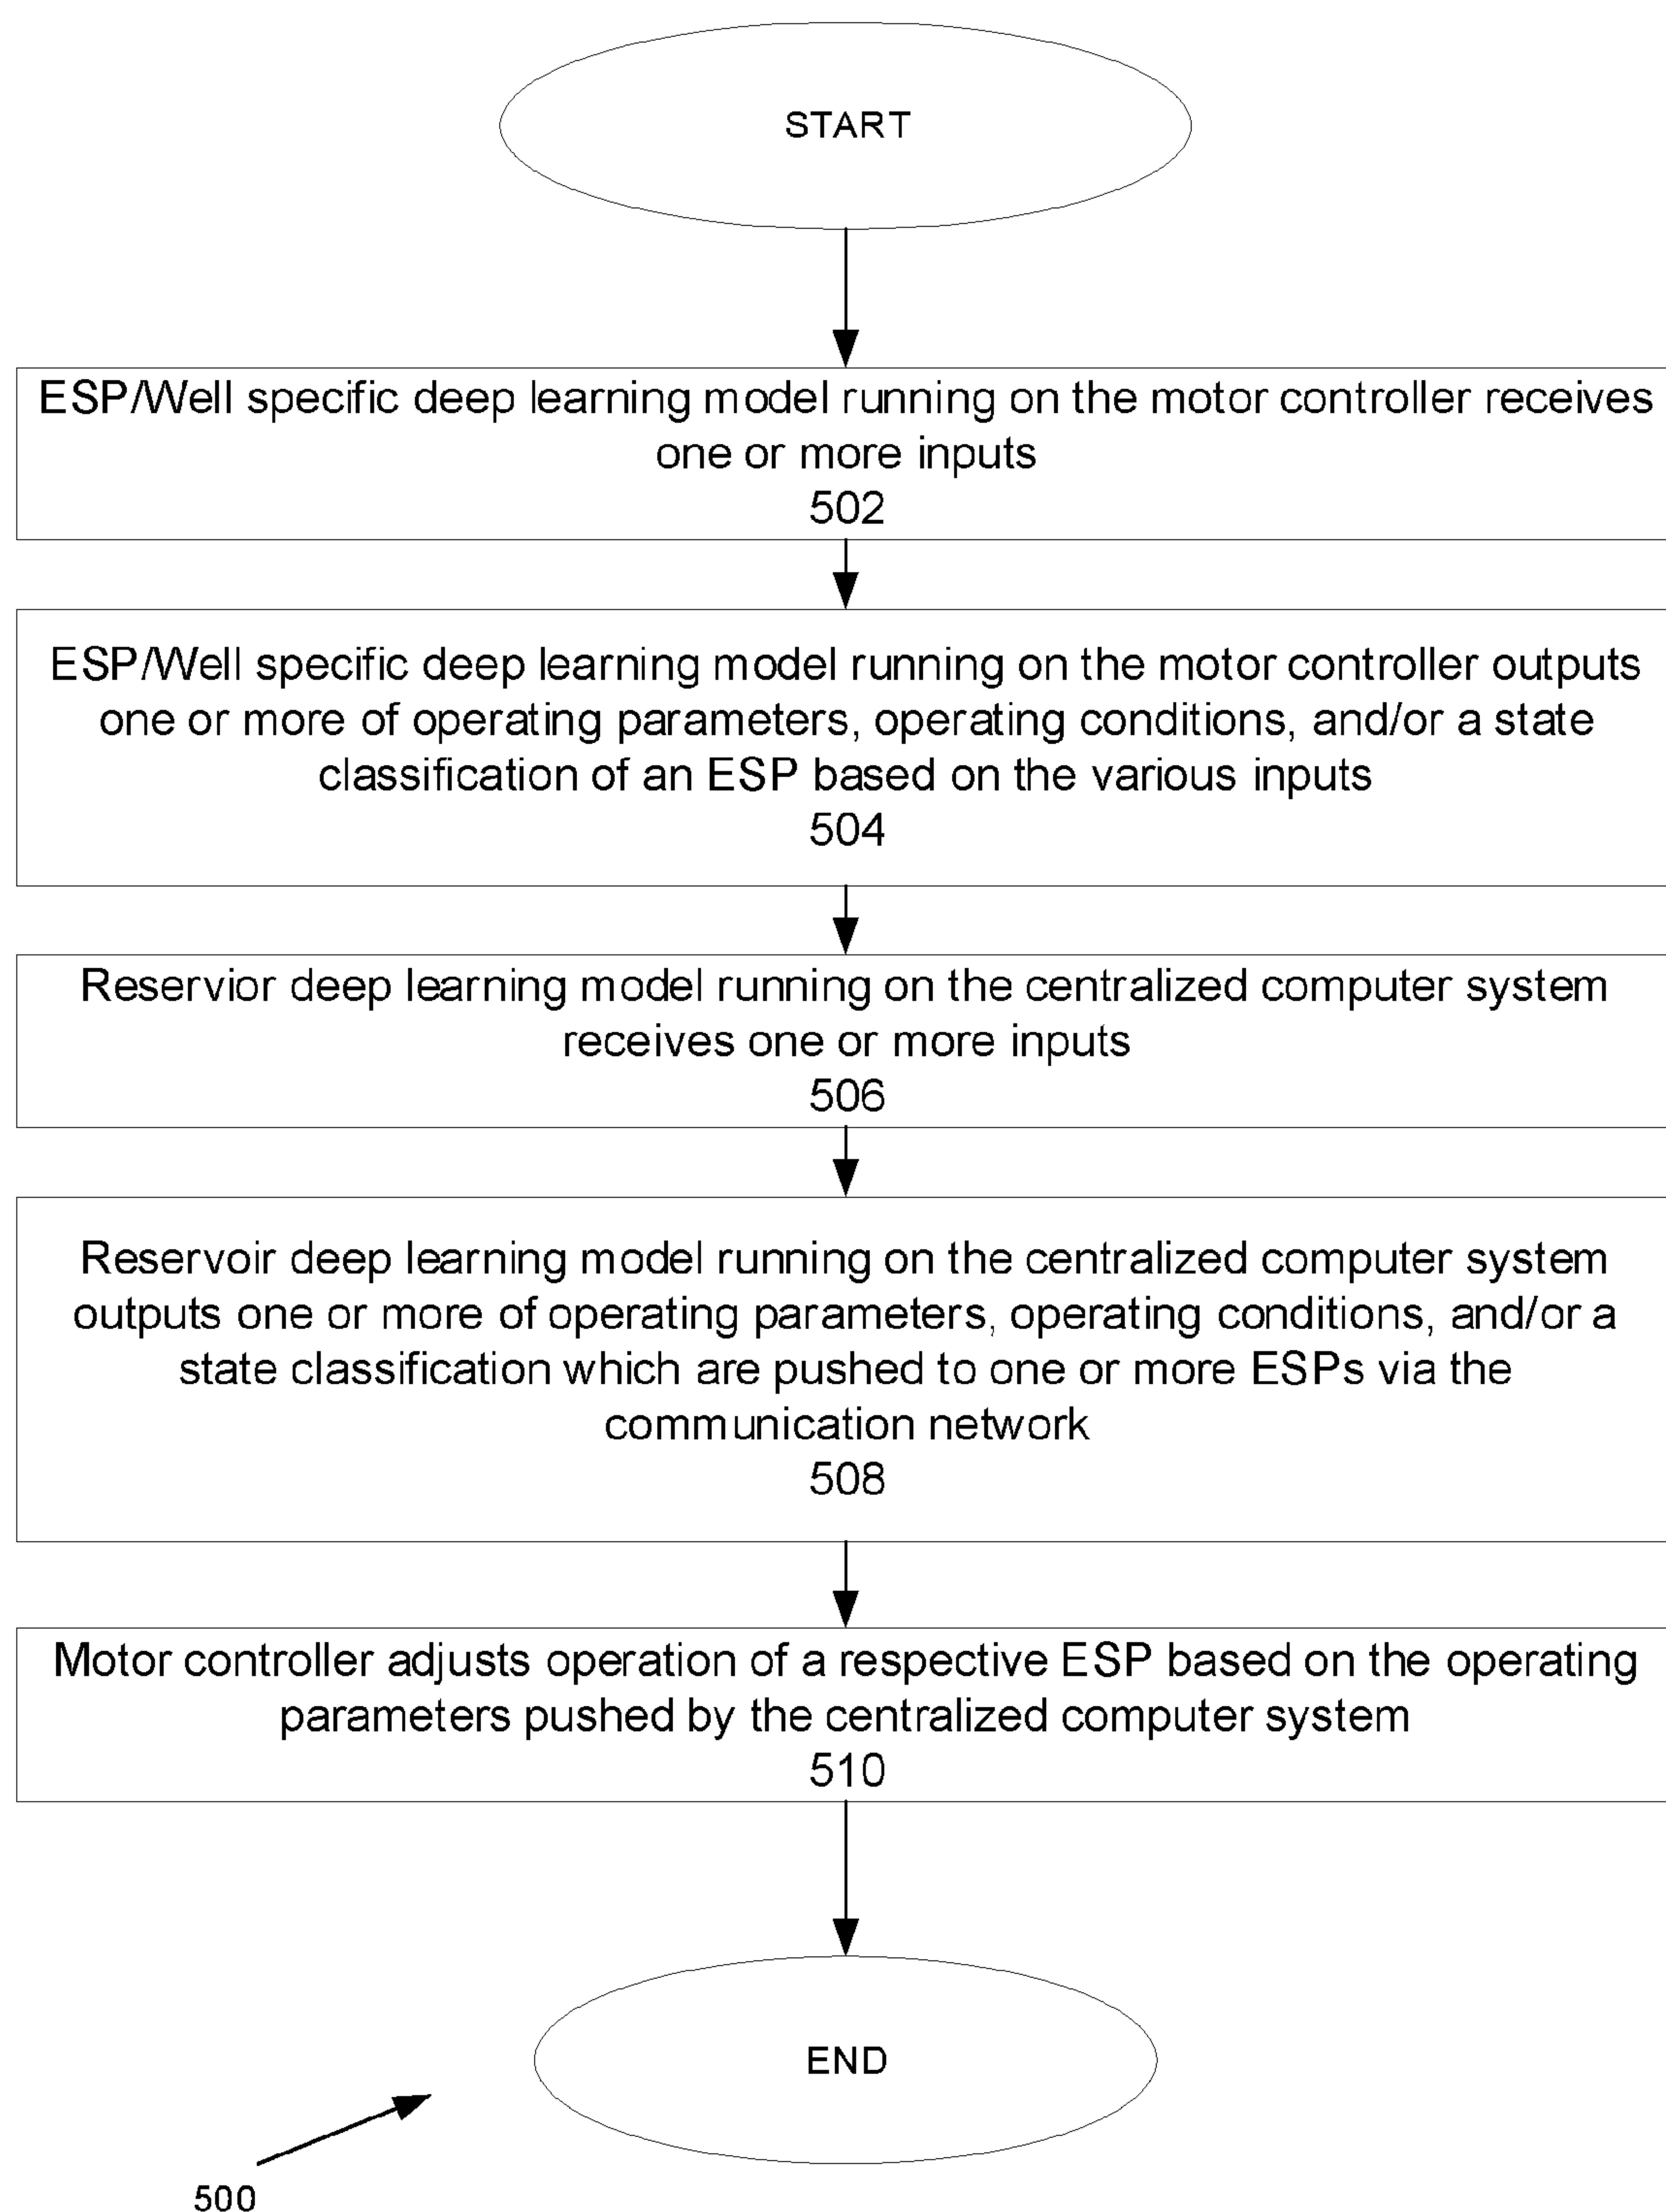 START
ESP/Well specific deep learning model running on the motor controller receives
one or more inputs
502
ESP/Well specific deep learning model running on the motor controller outputs
one or more of operating parameters, operating conditions, and/or a state
classification of an ESP based on the various inputs
504
Reservior deep learning model running on the centralized computer system
receives one or more inputs
506
Reservoir deep learning model running on the centralized computer system
outputs one or more of operating parameters, operating conditions, and/or a
state classification which are pushed to one or more ESPs via the
communication network
508
Motor controller adjusts operation of a respective ESP based on the operating
parameters pushed by the centralized computer system
510
END
500